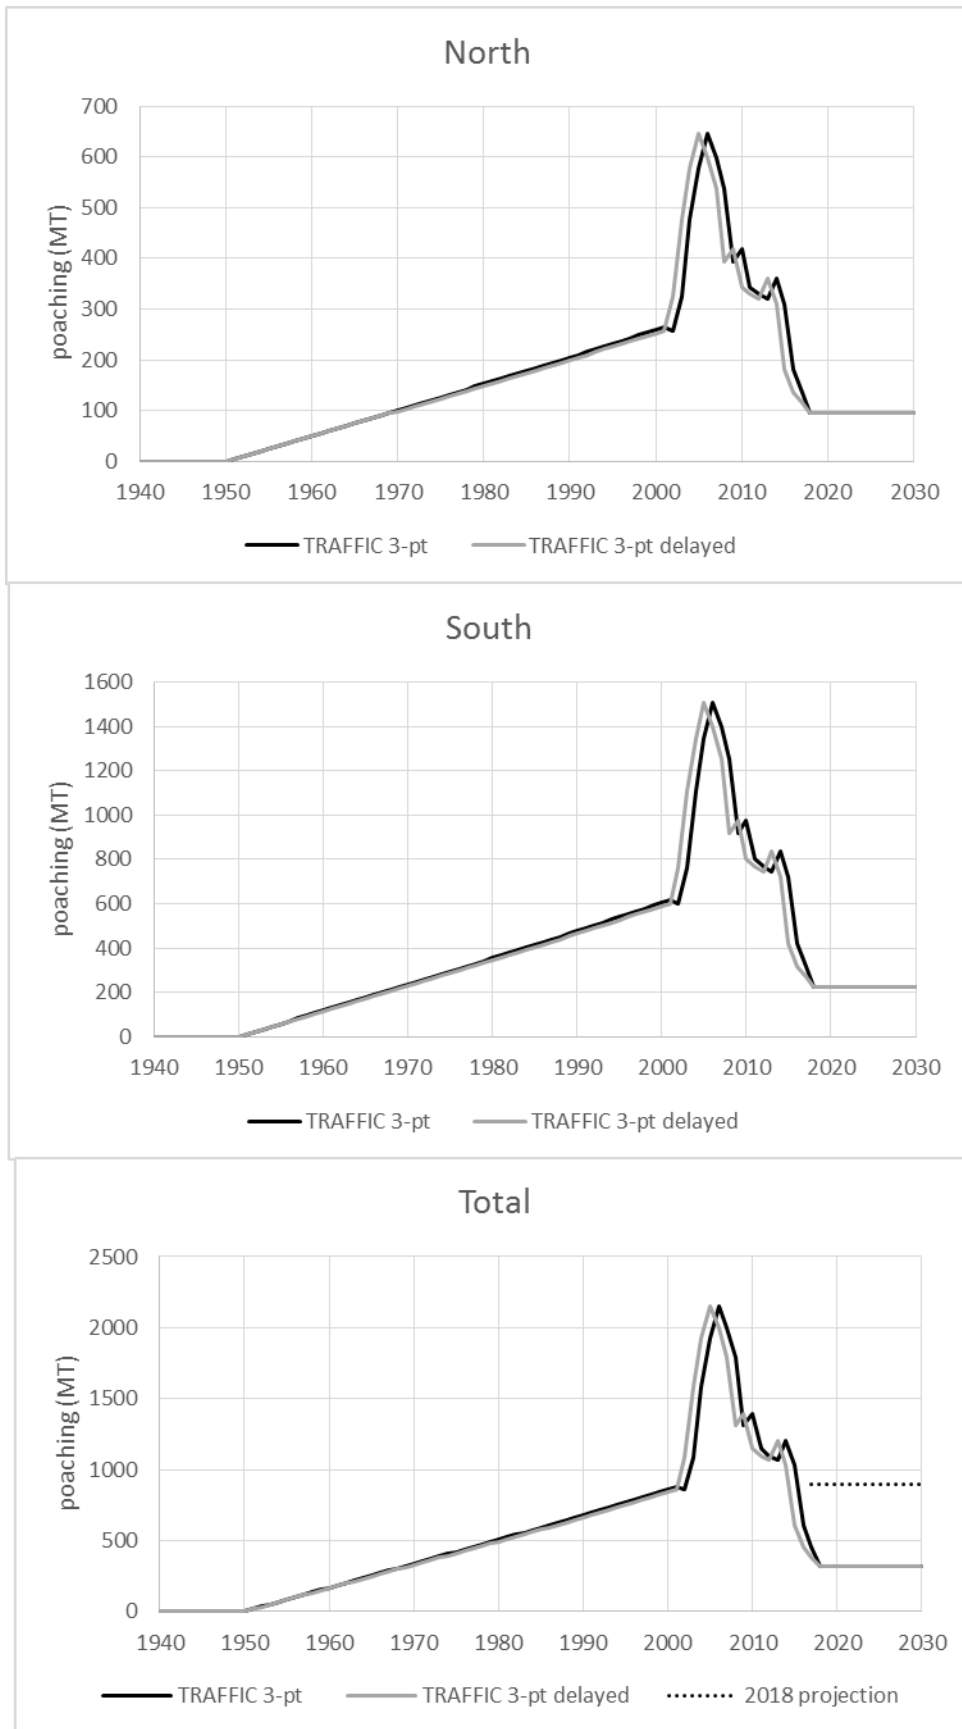 North
700
600
500
400
300
200
100
0
poaching (MT)
1940 1950 1960 1970 1980 1990 2000 2010 2020 2030
TRAFFIC 3-pt TRAFFIC 3-pt delayed
South
1600
1400
1200
1000
800
600
400
200
0
poaching (MT)
1940 1950 1960 1970 1980 1990 2000 2010 2020 2030
TRAFFIC 3-pt TRAFFIC 3-pt delayed
Total
2500
2000
1500
1000
500
0
poaching (MT)
1940 1950 1960 1970 1980 1990 2000 2010 2020 2030
TRAFFIC 3-pt TRAFFIC 3-pt delayed 2018 projection